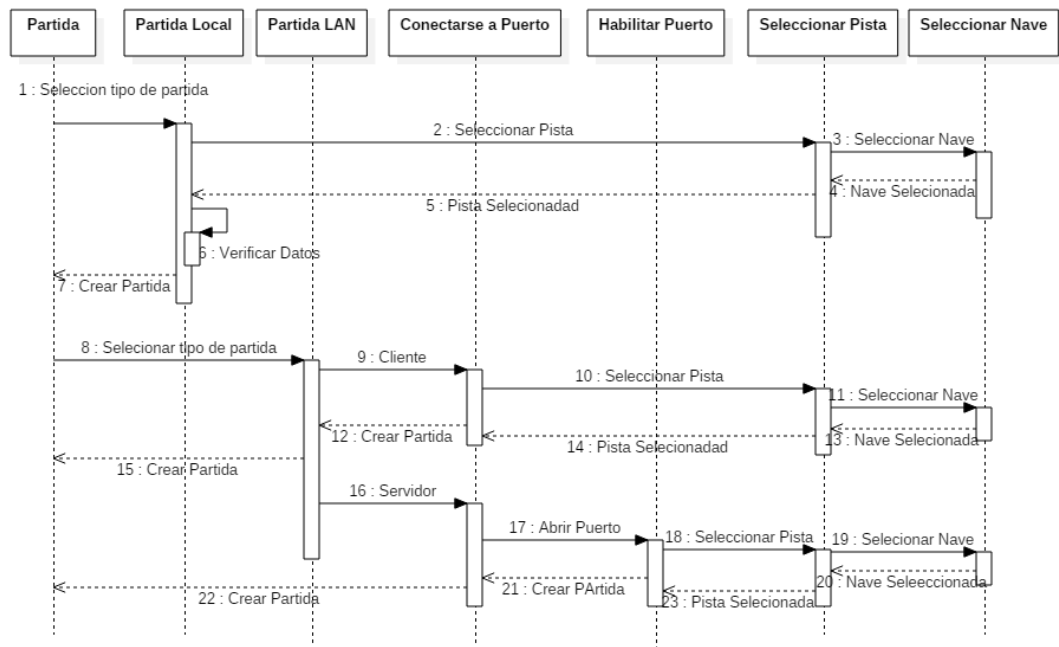 Partida
Partida Local
Partida LAN
Conectarse a Puerto
Habilitar Puerto
Seleccionar Pista
Seleccionar Nave
1 : Seleccion tipo de partida
2 : Seleccionar Pista
3 : Seleccionar Nave
4 : Nave Selecionada
5 : Pista Selecionadad
6 : Verificar Datos
7 : Crear Partida
8 : Selecionar tipo de partida
9 : Cliente
10 : Seleccionar Pista
11 : Seleccionar Nave
12 : Crear Partida
13 : Nave Selecionada
14 : Pista Selecionadad
15 : Crear Partida
16 : Servidor
17 : Abrir Puerto
18 : Seleccionar Pista
19 : Selecionar Nave
20 : Nave Seleeccionada
21 : Crear PArtida
22 : Crear Partida
23 : Pista Selecionada